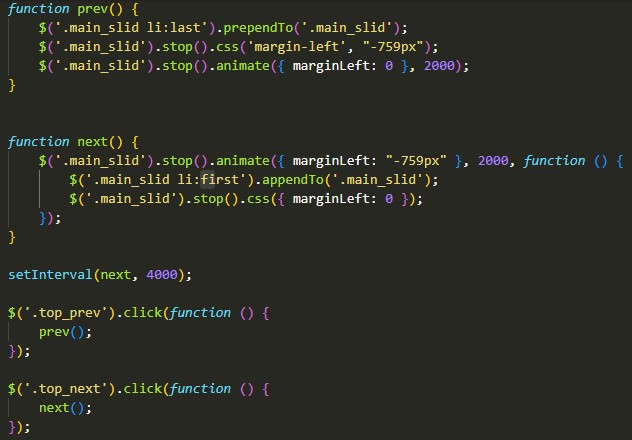 function prev() {
    $('.main_slid li:last').prependTo('.main_slid');
    $('.main_slid').stop().css('margin-left', "-759px");
    $('.main_slid').stop().animate({ marginLeft: 0 }, 2000);
}
function next() {
    $('.main_slid').stop().animate({ marginLeft: "-759px" }, 2000, function () {
        $('.main_slid li:first').appendTo('.main_slid');
        $('.main_slid').stop().css({ marginLeft: 0 });
    });
}
setInterval(next, 4000);
$('.top_prev').click(function () {
    prev();
});
$('.top_next').click(function () {
    next();
});